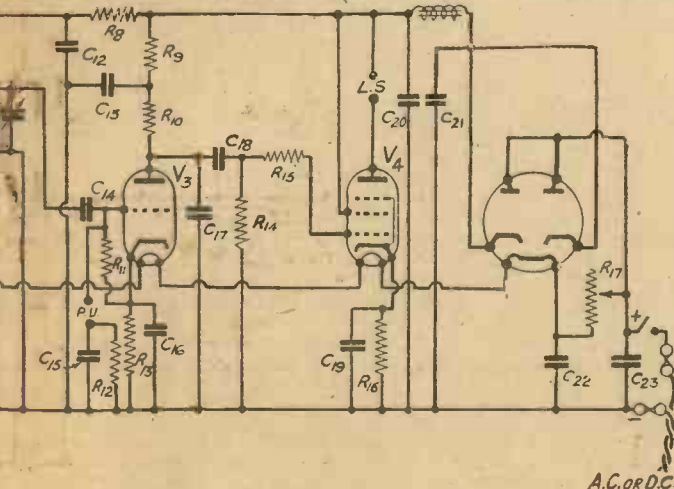 R8
C12
R9
C13
R10
L.S
C20
C21
C18
V3
V4
R15
C14
C17
R14
R11
R17
P.U.
+
C15
R12
R13
C16
C19
R16
C22
C23
−
A.C. OR D.C.